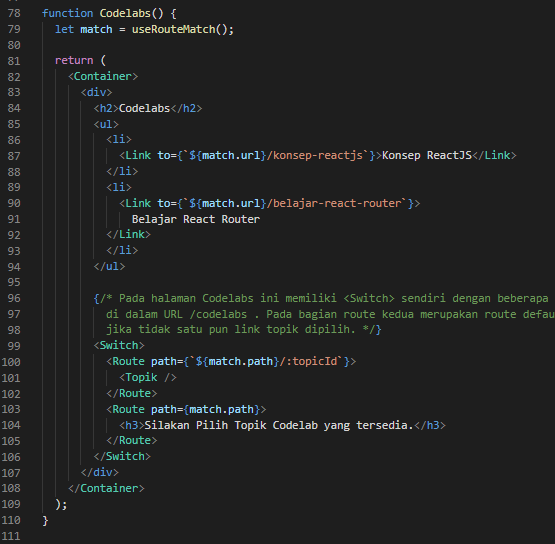 78 function Codelabs() {
79   let match = useRouteMatch();
80
81   return (
82     <Container>
83       <div>
84         <h2>Codelabs</h2>
85         <ul>
86           <li>
87             <Link to={`${match.url}/konsep-reactjs`}>Konsep ReactJS</Link>
88           </li>
89           <li>
90             <Link to={`${match.url}/belajar-react-router`}>
91               Belajar React Router
92           </Link>
93           </li>
94         </ul>
95
96         {/* Pada halaman Codelabs ini memiliki <Switch> sendiri dengan beberapa
97           di dalam URL /codelabs . Pada bagian route kedua merupakan route defau
98           jika tidak satu pun link topik dipilih. */}
99         <Switch>
100           <Route path={`${match.path}/:topicId`}>
101             <Topik />
102           </Route>
103           <Route path={match.path}>
104             <h3>Silakan Pilih Topik Codelab yang tersedia.</h3>
105           </Route>
106         </Switch>
107       </div>
108     </Container>
109   );
110 }
111